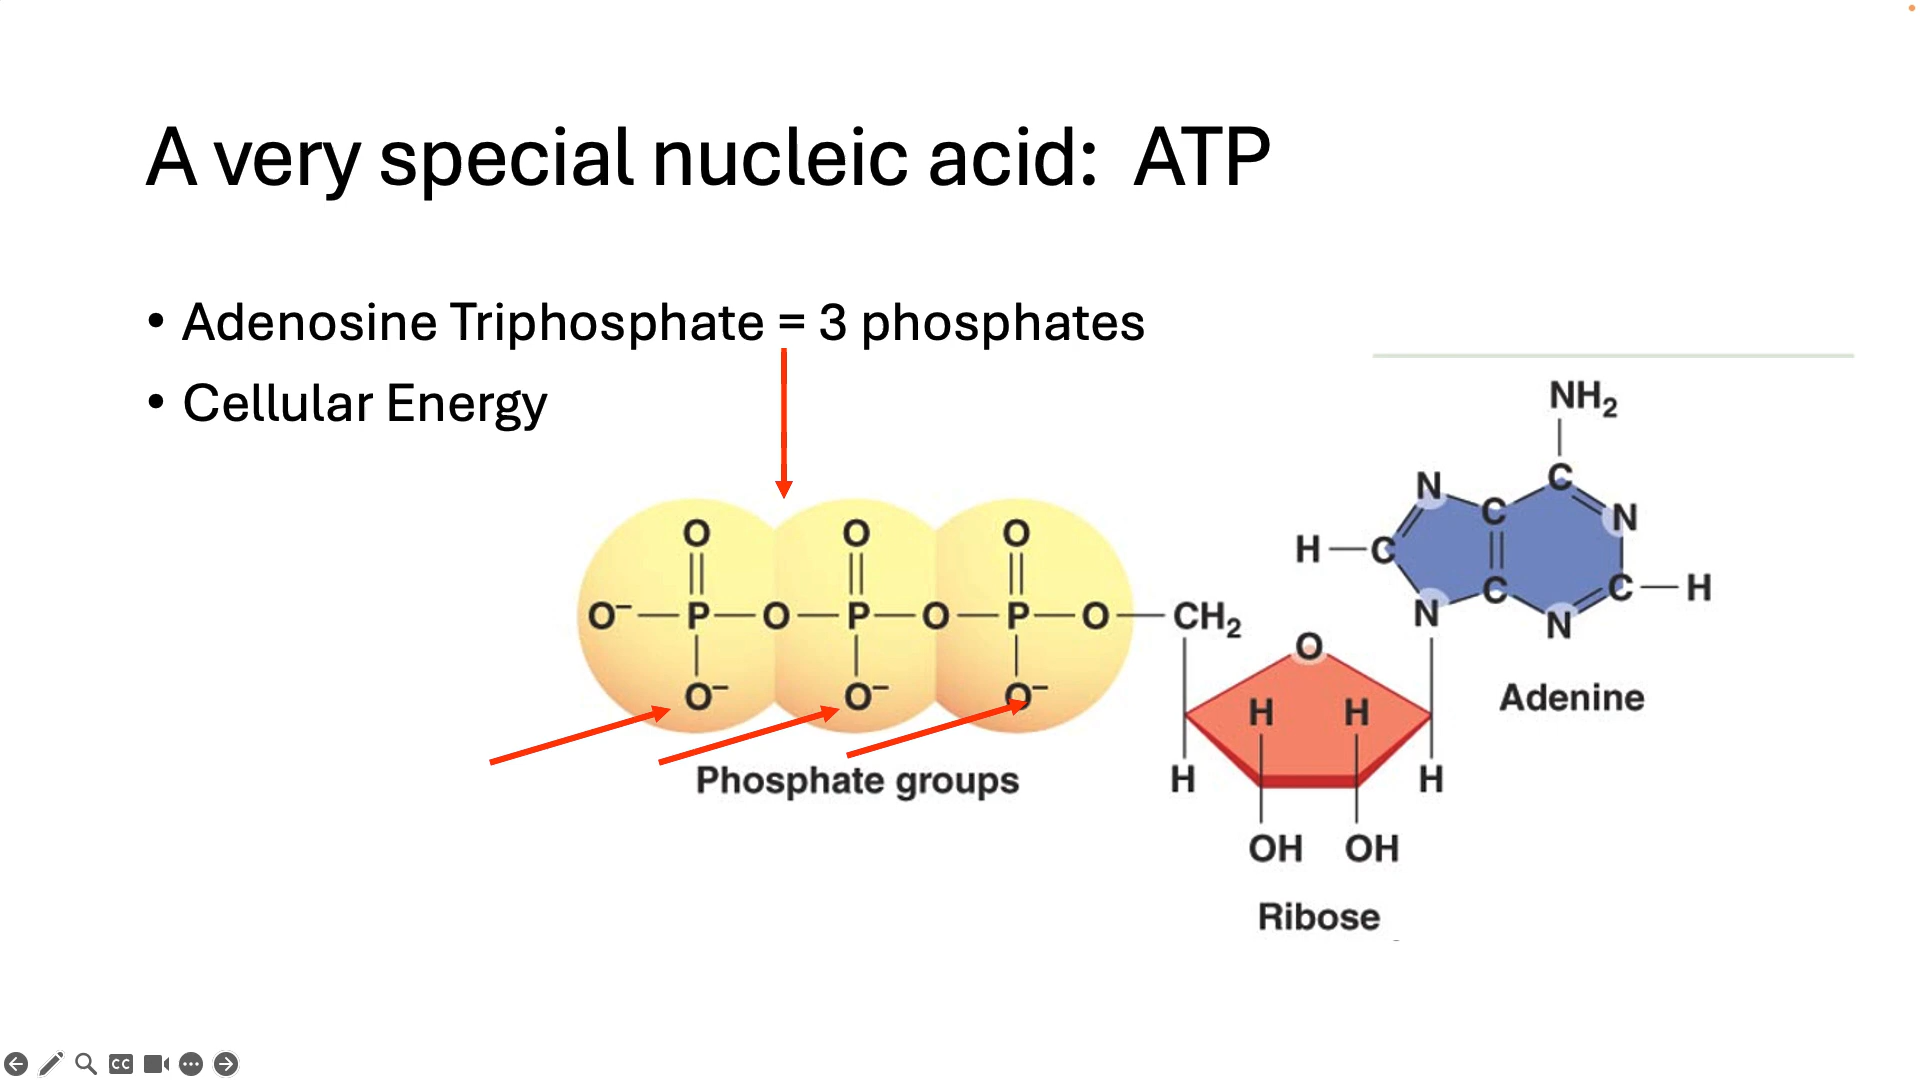 A very special nucleic acid:  ATP
• Adenosine Triphosphate = 3 phosphates
• Cellular Energy
NH₂
C
N
N
C
O
O
O
H
C
C
H
C
N
N
O⁻ P O P O P O CH₂
O
O⁻
O⁻
O⁻
Adenine
H
H
Phosphate groups
H
H
OH
OH
Ribose
CC